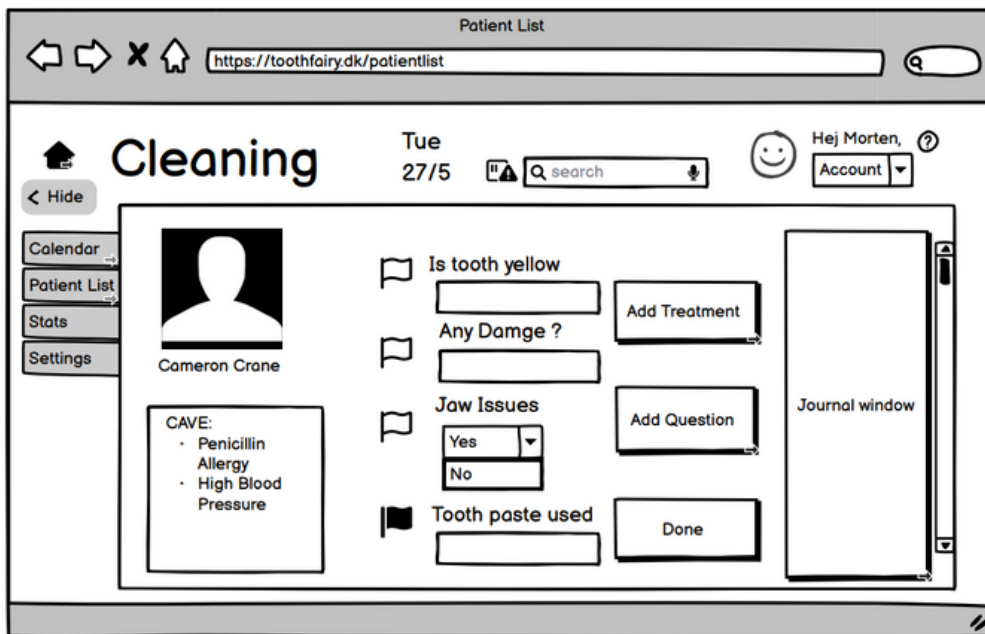 Patient List
https://toothfairy.dk/patientlist
Cleaning
Tue
27/5
search
Hej Morten,
?
Account
< Hide
Calendar
Patient List
Stats
Settings
Cameron Crane
CAVE:
· Penicillin
Allergy
· High Blood
Pressure
Is tooth yellow
Any Damge ?
Jaw Issues
Yes
No
Tooth paste used
Add Treatment
Add Question
Done
Journal window